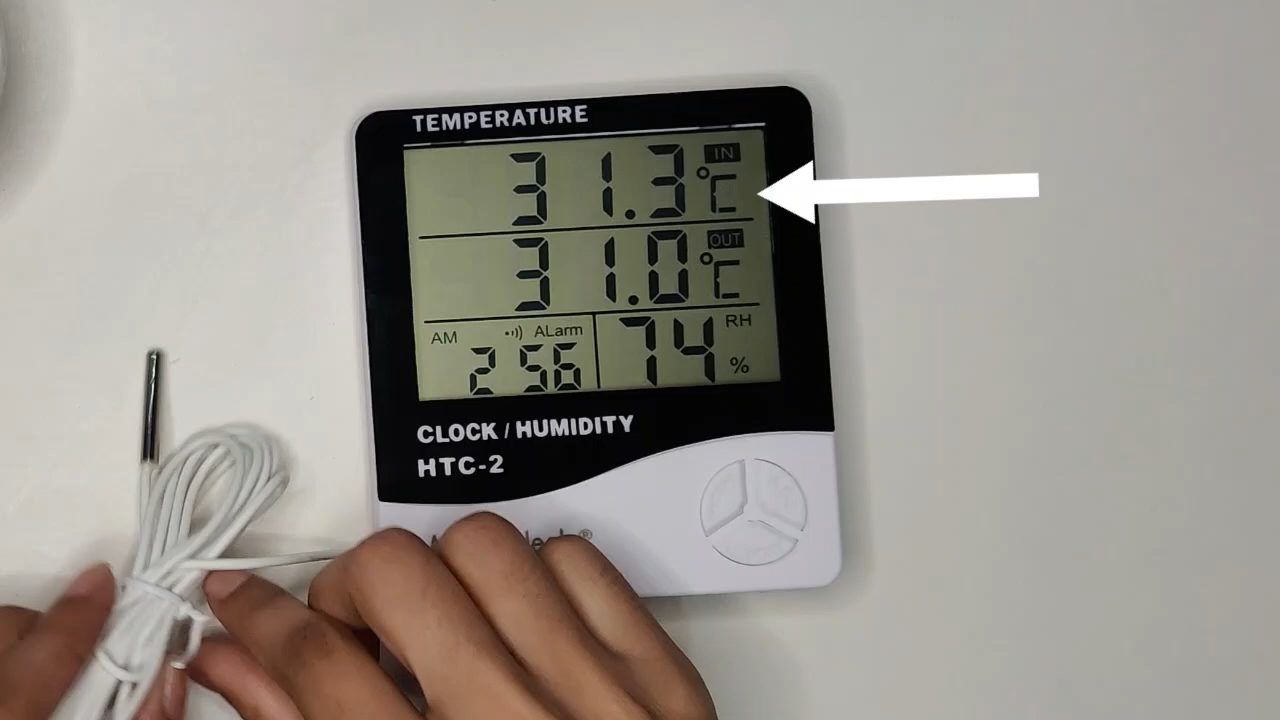 TEMPERATURE
31.3 °C IN
31.0 °C OUT
AM ALarm
2 56
74 % RH
CLOCK / HUMIDITY
HTC-2